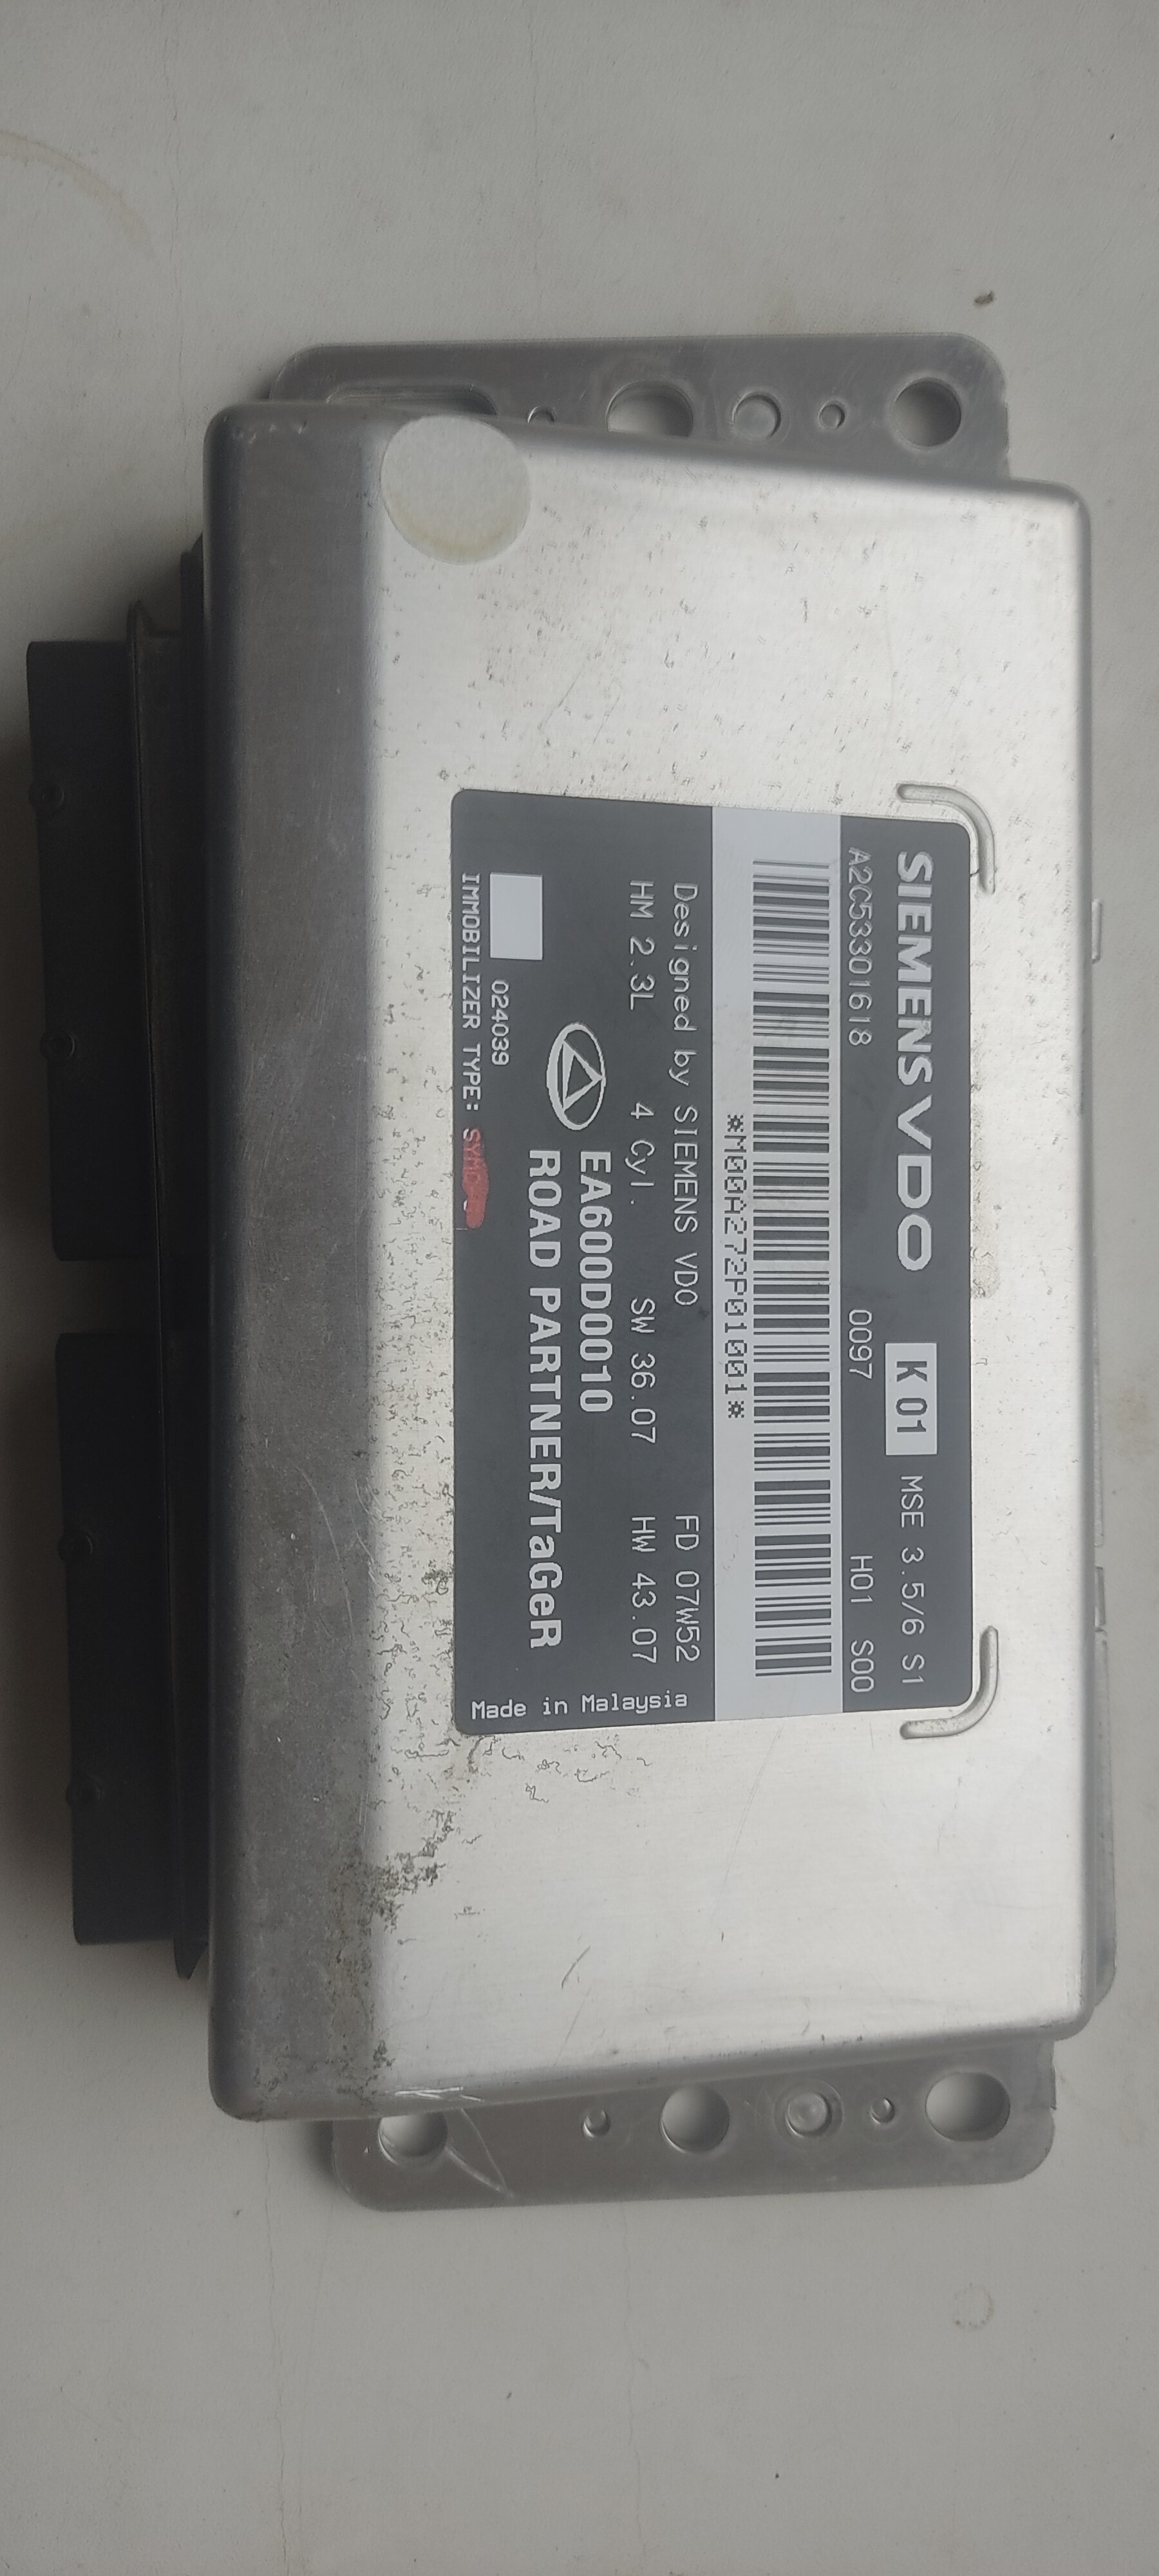 SIEMENS VDO K 01 MSE 3.5/6 S1
A2C53301618 0097 H01 S00
*M00A272P01001*
Designed by SIEMENS VDO FD 07W52
HM 2.3L 4 Cyl. SW 36.07 HW 43.07
EA600D0010
ROAD PARTNER/TaGeR
024039
IMMOBILIZER TYPE:
Made in Malaysia